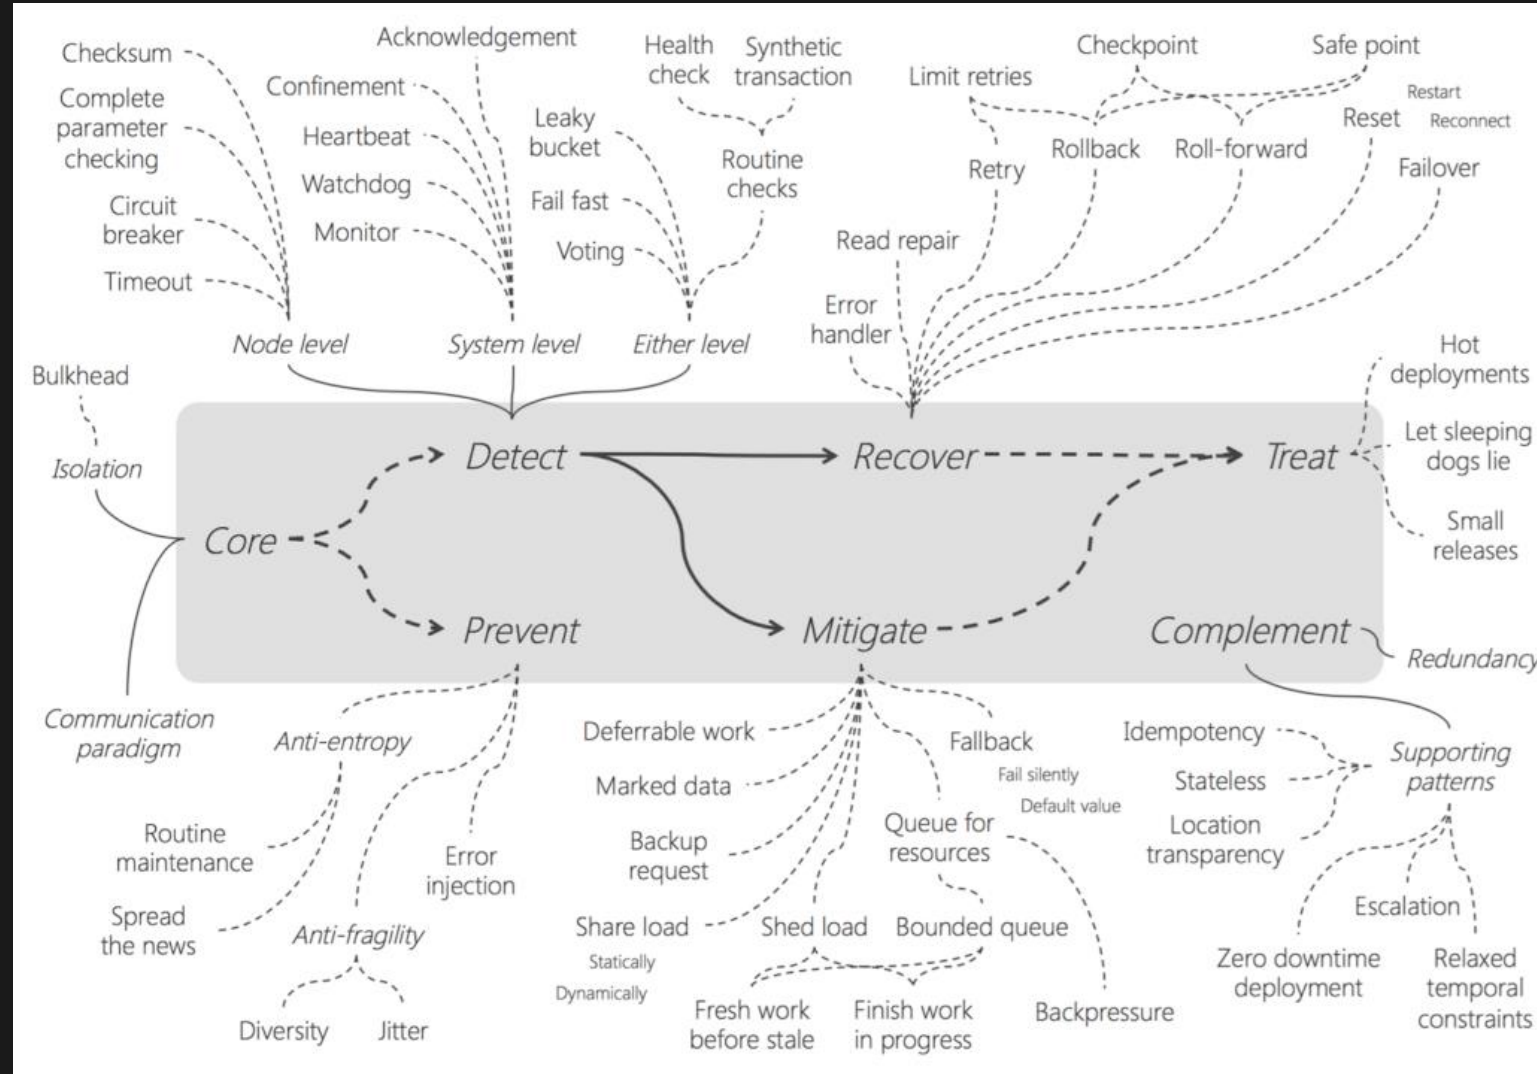 Checksum
Complete
parameter
checking
Circuit
breaker
Timeout
Node level
Acknowledgement
Confinement
Heartbeat
Watchdog
Monitor
System level
Leaky
bucket
Fail fast
Voting
Health
check
Synthetic
transaction
Routine
checks
Either level
Limit retries
Retry
Checkpoint
Safe point
Rollback
Roll-forward
Restart
Reset
Reconnect
Failover
Read repair
Error
handler
Bulkhead
Isolation
Core
Communication
paradigm
Detect
Recover
Treat
Hot
deployments
Let sleeping
dogs lie
Small
releases
Prevent
Mitigate
Complement
Redundancy
Anti-entropy
Routine
maintenance
Spread
the news
Anti-fragility
Diversity
Jitter
Error
injection
Deferrable work
Marked data
Backup
request
Share load
Statically
Dynamically
Shed load
Fallback
Fail silently
Default value
Queue for
resources
Bounded queue
Fresh work
before stale
Finish work
in progress
Backpressure
Idempotency
Stateless
Location
transparency
Supporting
patterns
Escalation
Zero downtime
deployment
Relaxed
temporal
constraints